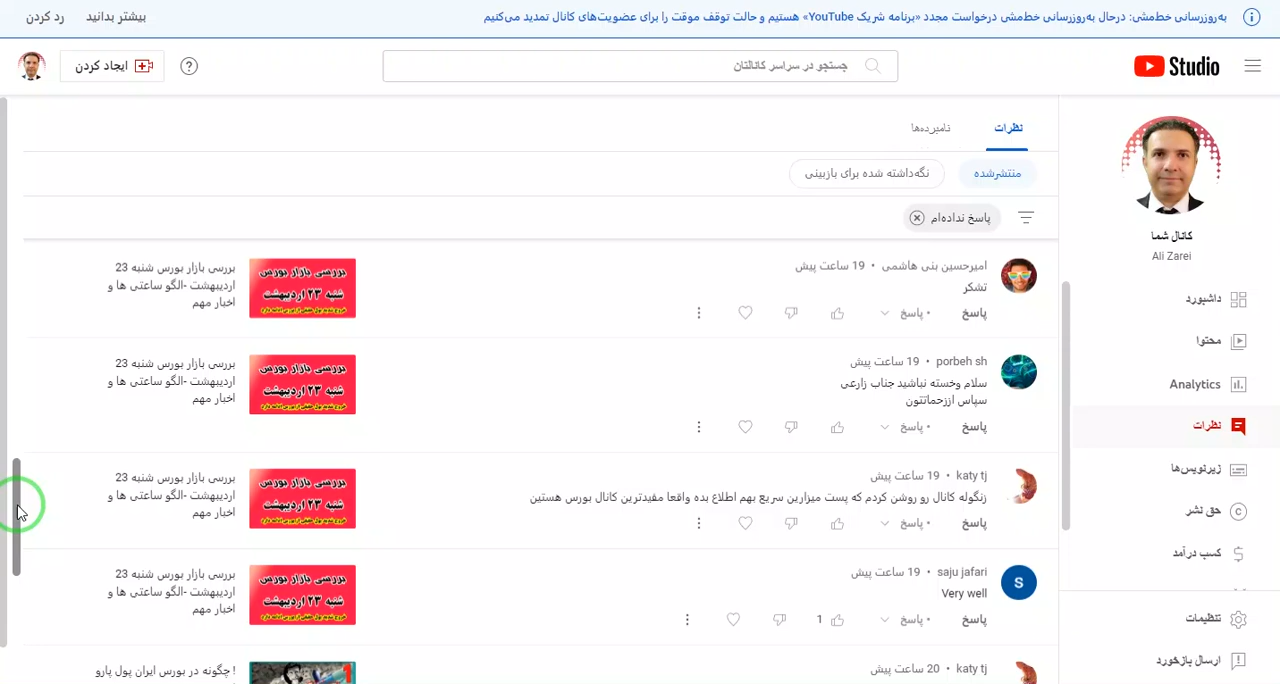 به‌روزرسانی خط‌مشی: درحال به‌روزرسانی خط‌مشی درخواست مجدد «برنامه شریک YouTube» هستیم و حالت توقف موقت را برای عضویت‌های کانال تمدید می‌کنیم
بیشتر بدانید
رد کردن
Studio
جستجو در سراسر کانالتان
ایجاد کردن
کانال شما
Ali Zarei
داشبورد
محتوا
Analytics
نظرات
زیرنویس‌ها
حق نشر
کسب درآمد
تنظیمات
ارسال بازخورد
نظرات
نامبرده‌ها
منتشرشده
نگه‌داشته شده برای بازبینی
پاسخ نداده‌ام
امیرحسین بنی هاشمی • 19 ساعت پیش
تشکر
پاسخ
• پاسخ
بررسی بازار بورس
شنبه ۲۳ اردیبهشت
بررسی بازار بورس شنبه 23
اردیبهشت -الگو ساعتی ها و
اخبار مهم
porbeh sh • 19 ساعت پیش
سلام وخسته نباشید جناب زارعی
سپاس اززحماتتون
پاسخ
• پاسخ
بررسی بازار بورس
شنبه ۲۳ اردیبهشت
بررسی بازار بورس شنبه 23
اردیبهشت -الگو ساعتی ها و
اخبار مهم
katy tj • 19 ساعت پیش
زنگوله کانال رو روشن کردم که پست میزارین سریع بهم اطلاع بده واقعا مفیدترین کانال بورس هستین
پاسخ
• پاسخ
بررسی بازار بورس
شنبه ۲۳ اردیبهشت
بررسی بازار بورس شنبه 23
اردیبهشت -الگو ساعتی ها و
اخبار مهم
S
saju jafari • 19 ساعت پیش
Very well
پاسخ
• پاسخ
1
بررسی بازار بورس
شنبه ۲۳ اردیبهشت
بررسی بازار بورس شنبه 23
اردیبهشت -الگو ساعتی ها و
اخبار مهم
katy tj • 20 ساعت پیش
! چگونه در بورس ایران پول پارو